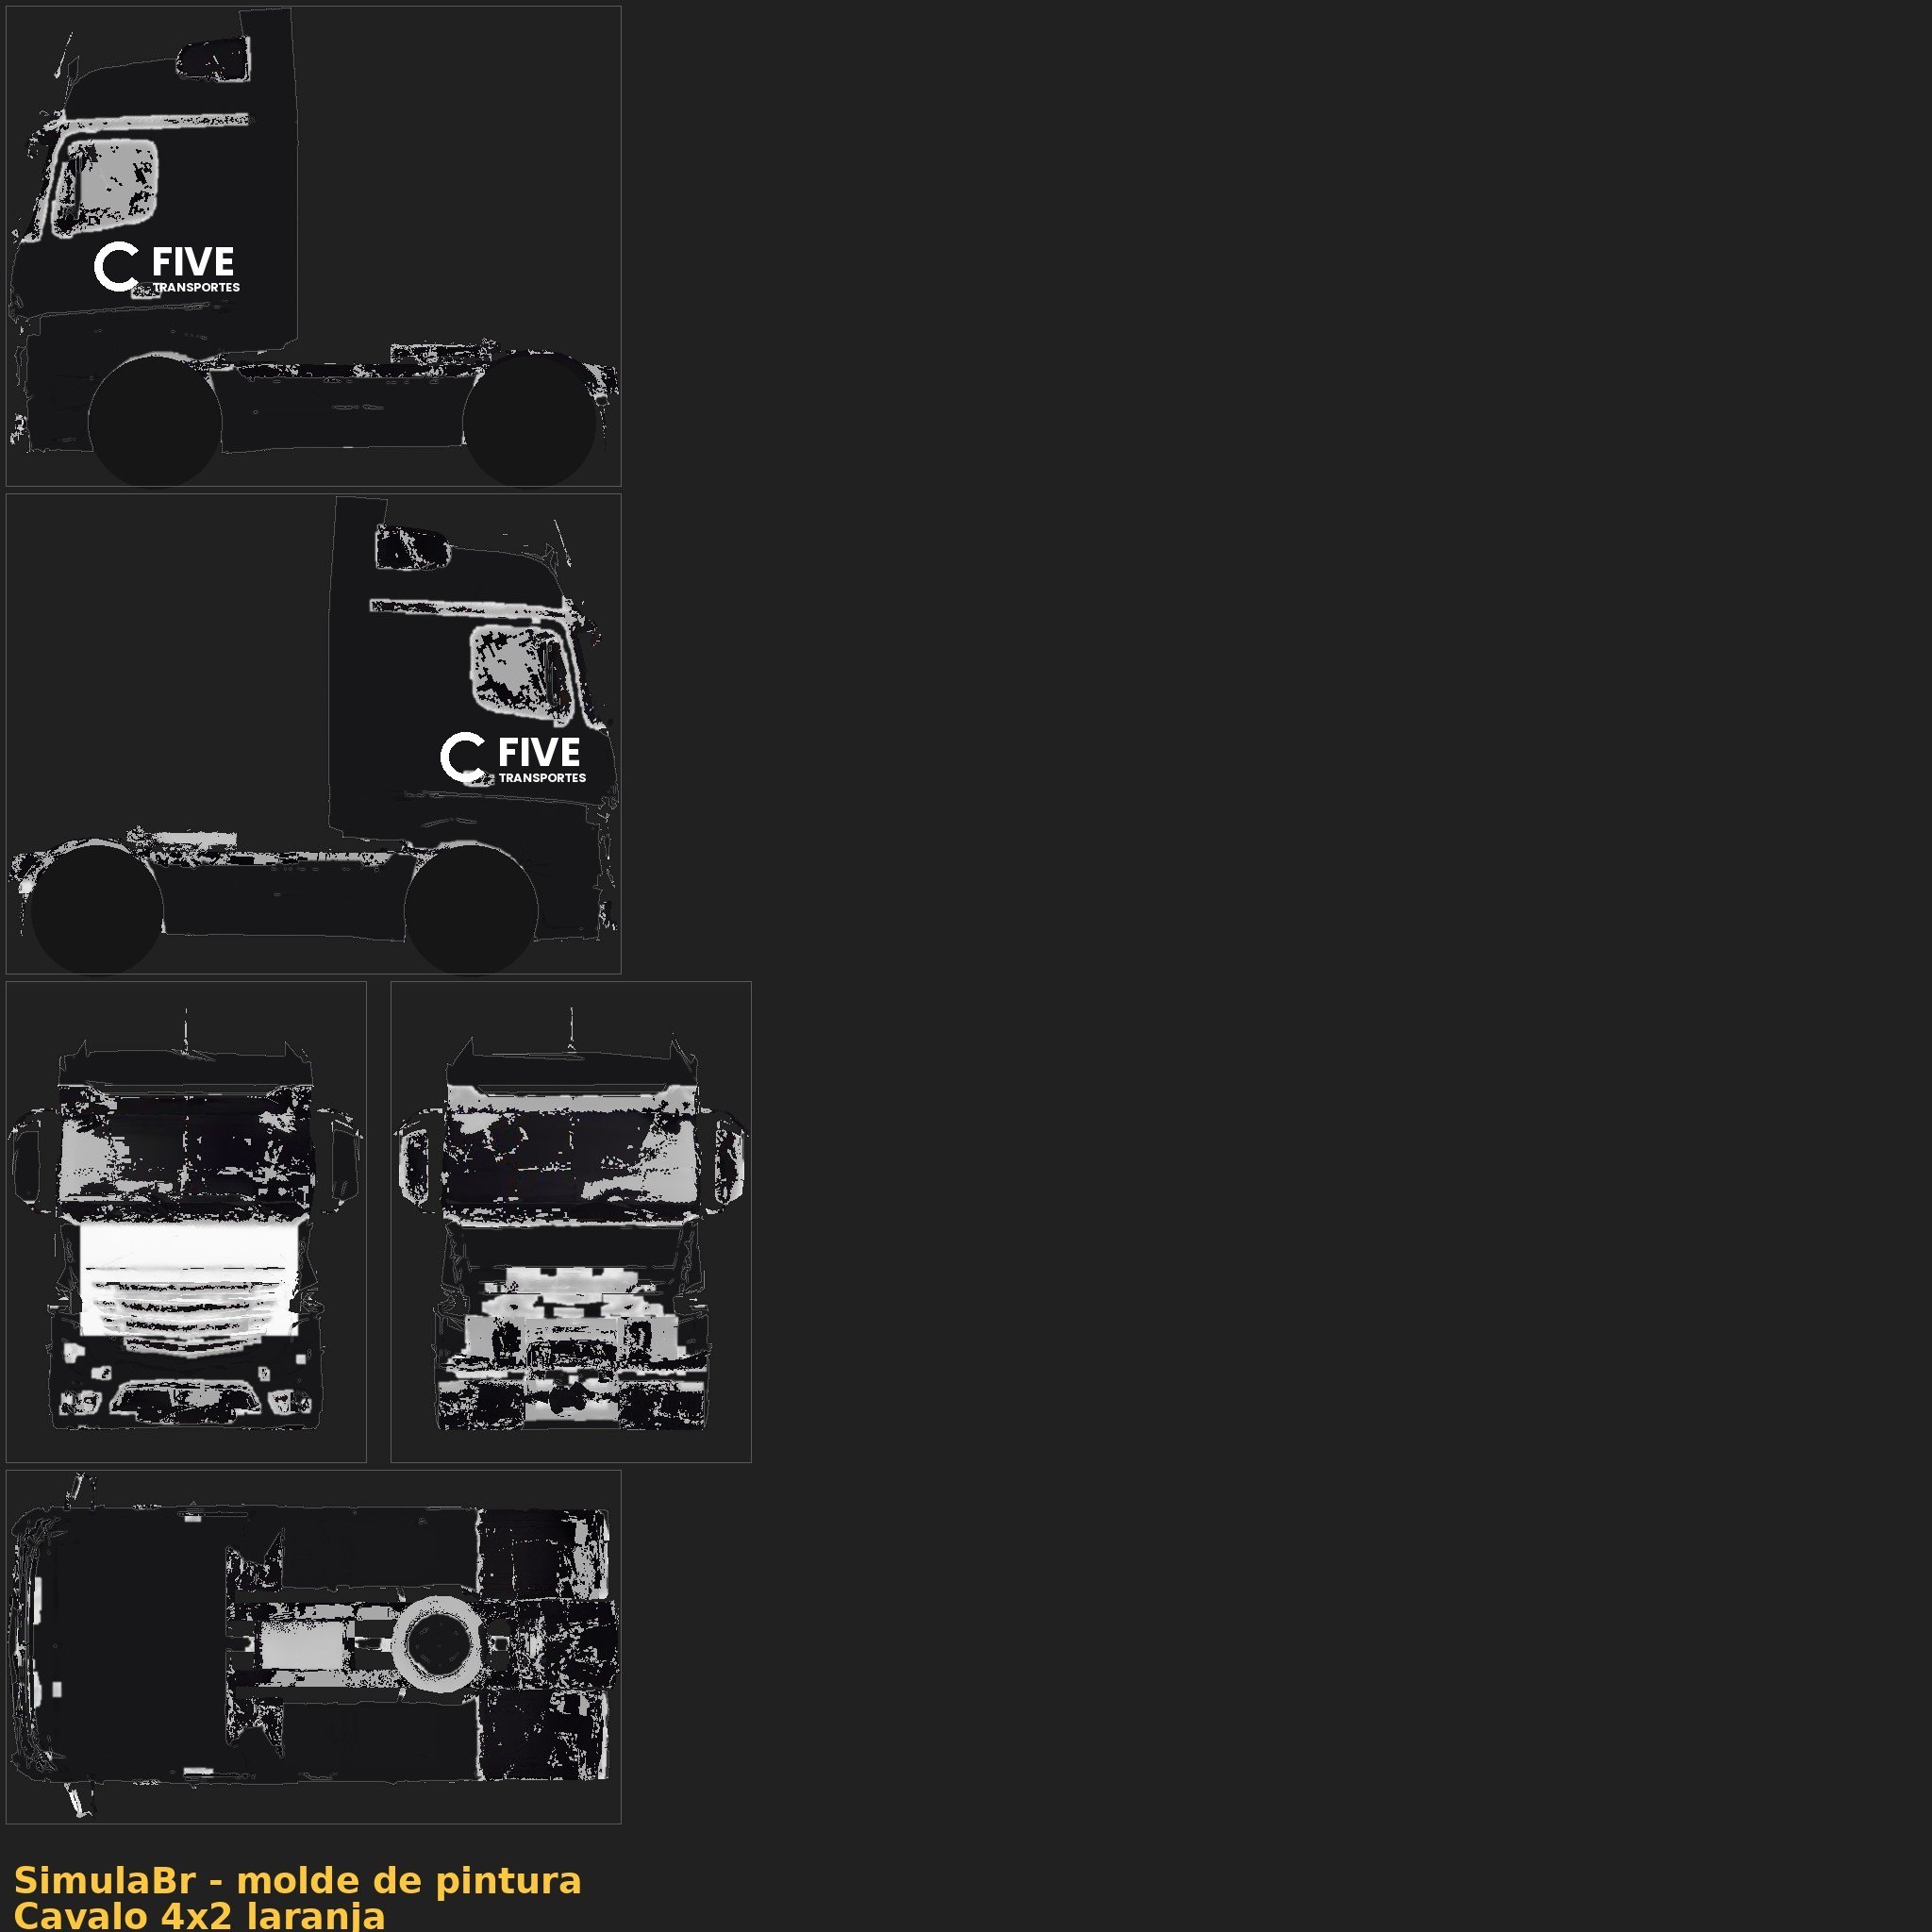 FIVE
TRANSPORTES
FIVE
TRANSPORTES
SimulaBr - molde de pintura
Cavalo 4x2 laranja